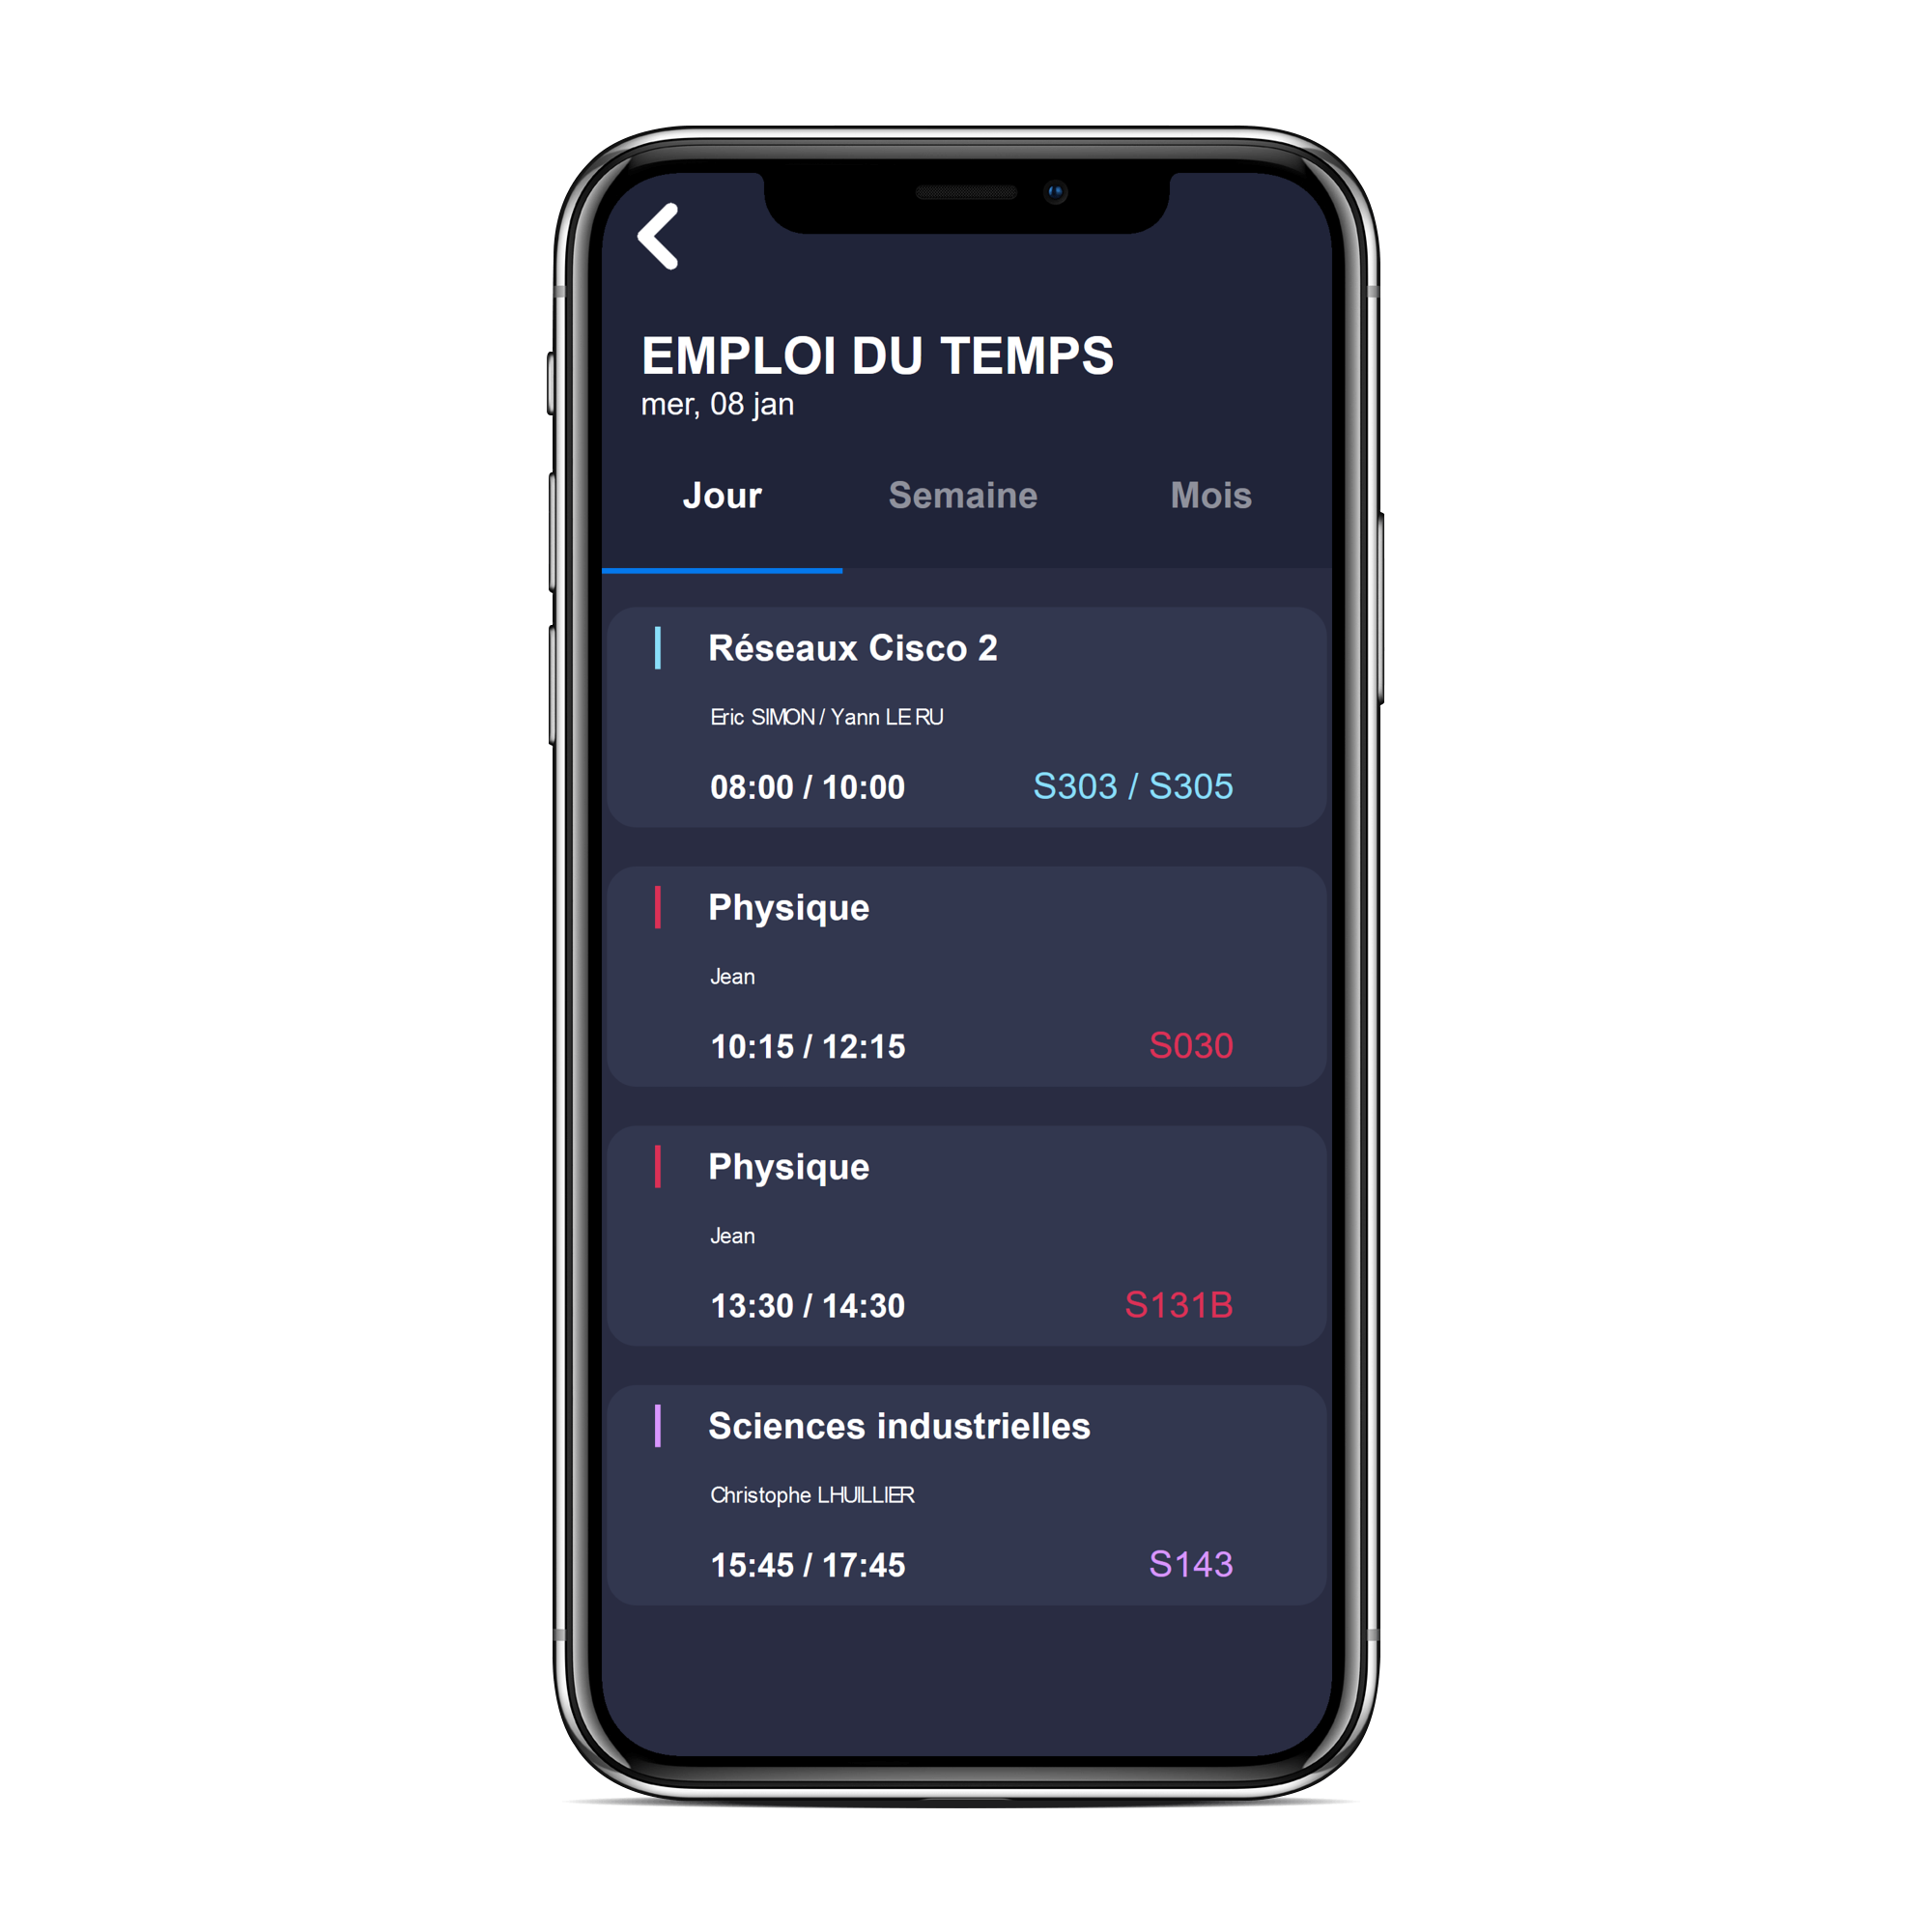 EMPLOI DU TEMPS
mer, 08 jan
Jour Semaine Mois
Réseaux Cisco 2
Eric SIMON / Yann LE RU
08:00 / 10:00 S303 / S305
Physique
Jean
10:15 / 12:15 S030
Physique
Jean
13:30 / 14:30 S131B
Sciences industrielles
Christophe LHUILLIER
15:45 / 17:45 S143